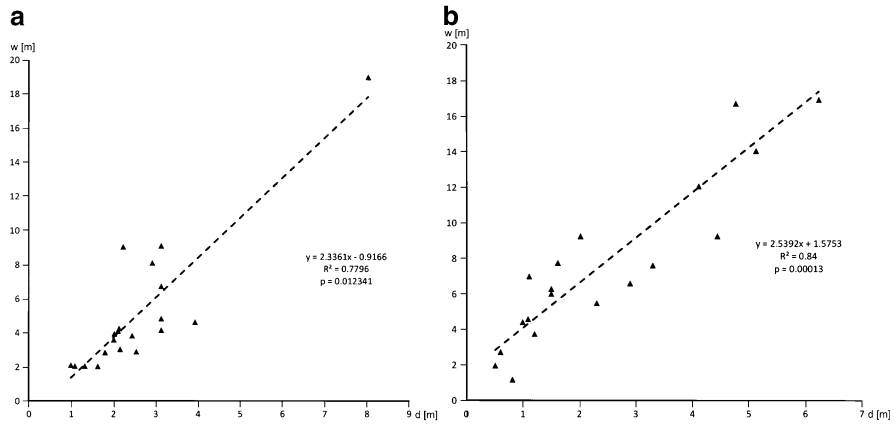 a
w [m]
20
18
16
14
12
10
8
6
4
2
0
y = 2.3361x - 0.9166
R² = 0.7796
p = 0.012341
0 1 2 3 4 5 6 7 8 9 d [m]
b
w [m]
20
18
16
14
12
10
8
6
4
2
0
y = 2.5392x + 1.5753
R² = 0.84
p = 0.00013
0 1 2 3 4 5 6 7 d [m]